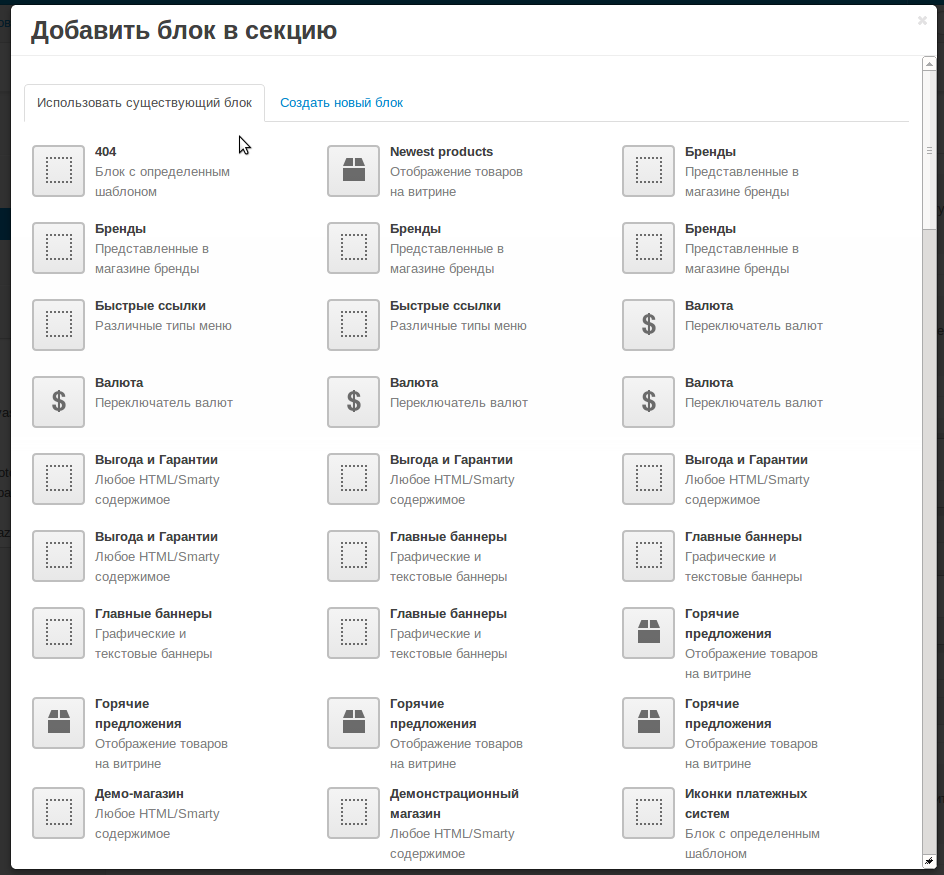 Добавить блок в секцию
Использовать существующий блок
Создать новый блок
404
Блок с определенным
шаблоном
Newest products
Отображение товаров
на витрине
Бренды
Представленные в
магазине бренды
Бренды
Представленные в
магазине бренды
Бренды
Представленные в
магазине бренды
Бренды
Представленные в
магазине бренды
Быстрые ссылки
Различные типы меню
Быстрые ссылки
Различные типы меню
$
Валюта
Переключатель валют
$
Валюта
Переключатель валют
$
Валюта
Переключатель валют
$
Валюта
Переключатель валют
Выгода и Гарантии
Любое HTML/Smarty
содержимое
Выгода и Гарантии
Любое HTML/Smarty
содержимое
Выгода и Гарантии
Любое HTML/Smarty
содержимое
Выгода и Гарантии
Любое HTML/Smarty
содержимое
Главные баннеры
Графические и
текстовые баннеры
Главные баннеры
Графические и
текстовые баннеры
Главные баннеры
Графические и
текстовые баннеры
Главные баннеры
Графические и
текстовые баннеры
Горячие
предложения
Отображение товаров
на витрине
Горячие
предложения
Отображение товаров
на витрине
Горячие
предложения
Отображение товаров
на витрине
Горячие
предложения
Отображение товаров
на витрине
Демо-магазин
Любое HTML/Smarty
содержимое
Демонстрационный
магазин
Любое HTML/Smarty
содержимое
Иконки платежных
систем
Блок с определенным
шаблоном